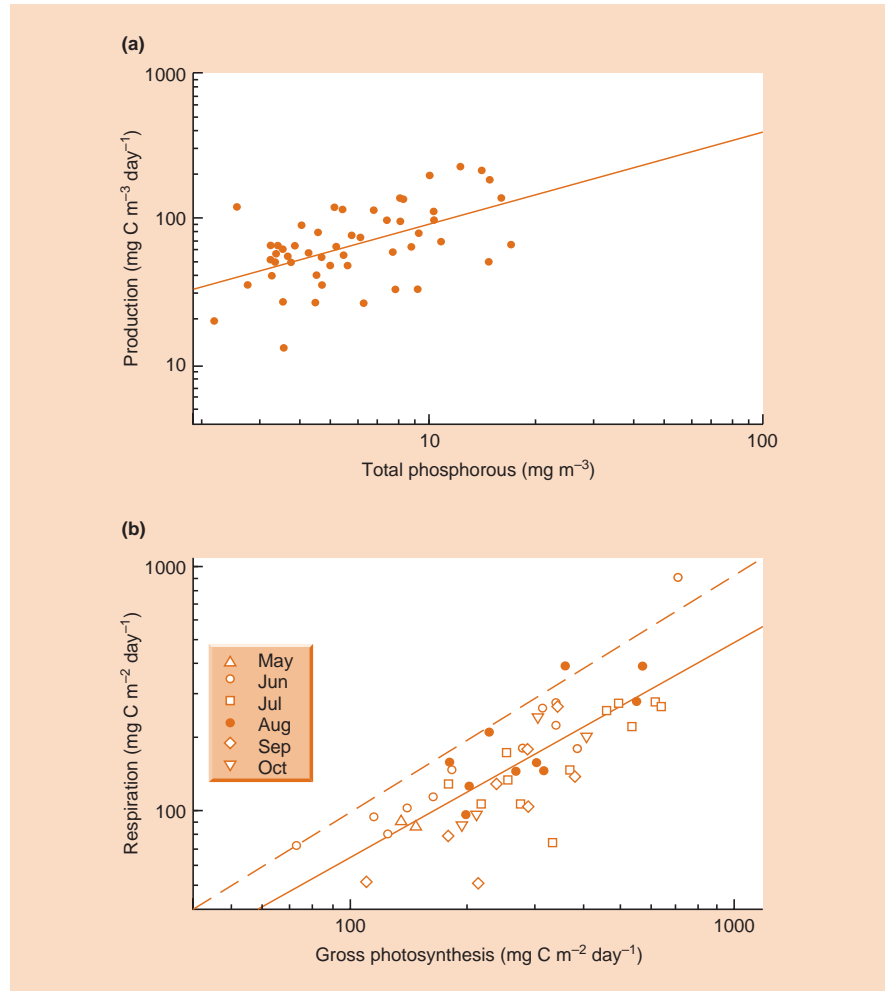 (a)
1000
100
10
Production (mg C m⁻³ day⁻¹)
10
100
Total phosphorous (mg m⁻³)
(b)
1000
100
Respiration (mg C m⁻² day⁻¹)
May
Jun
Jul
Aug
Sep
Oct
100
1000
Gross photosynthesis (mg C m⁻² day⁻¹)